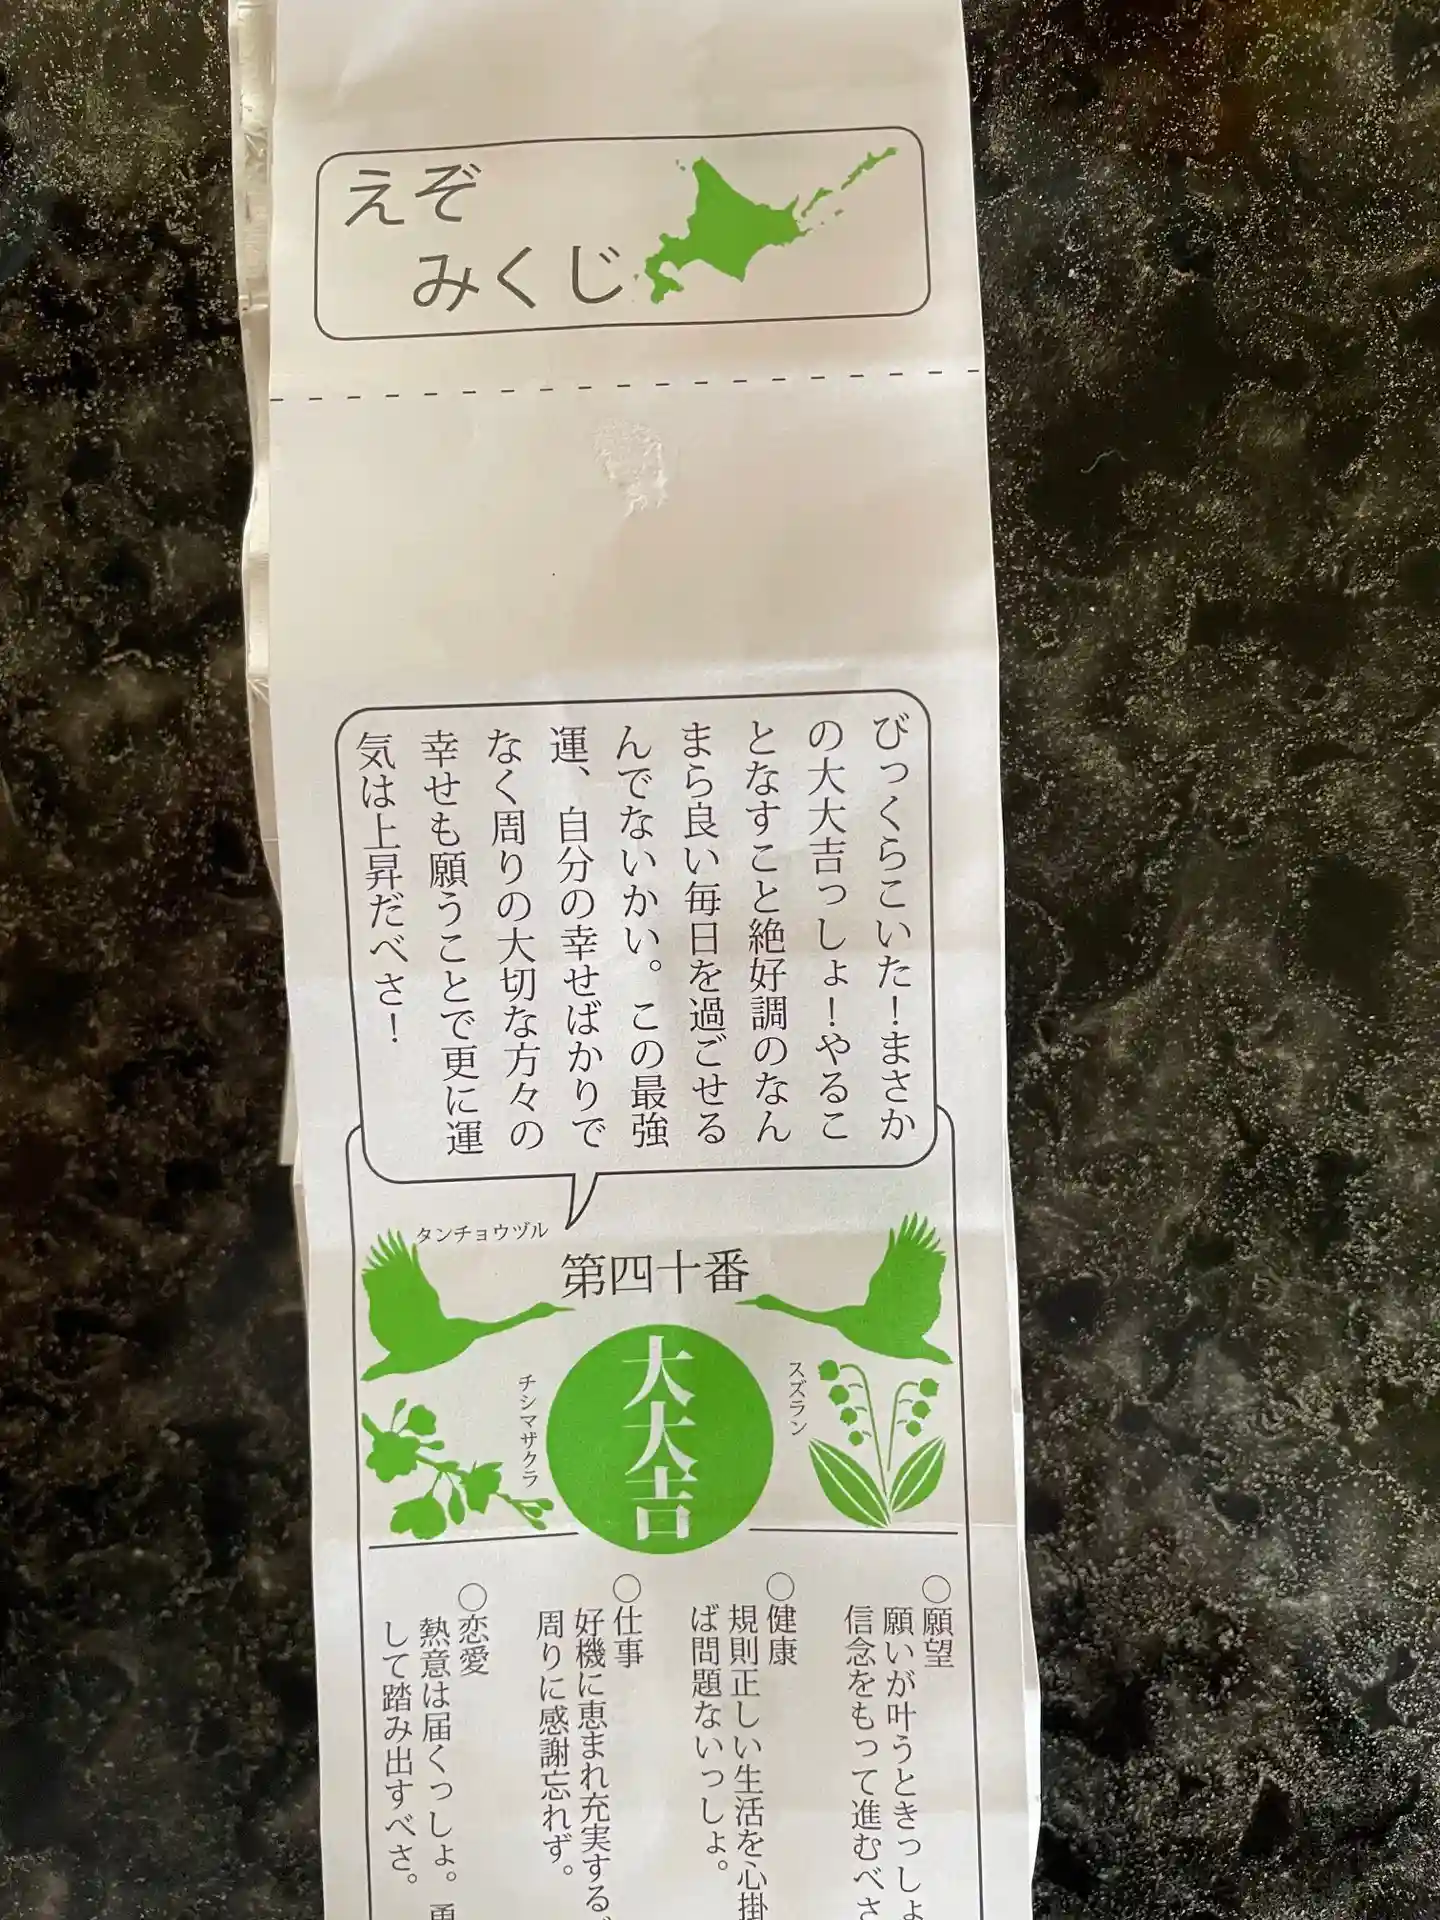 えぞ
みくじ
びっくらこいた！まさか
の大大吉っしょ！やるこ
となすこと絶好調のなん
まら良い毎日を過ごせる
んでないかい。この最強
運、自分の幸せばかりで
なく周りの大切な方々の
幸せも願うことで更に運
気は上昇だべさ！
タンチョウヅル
第四十番
大大吉
スズラン
チシマザクラ
○願望
願いが叶うときっしょ
信念をもって進むべさ
○健康
規則正しい生活を心掛
ば問題ないっしょ。
○仕事
好機に恵まれ充実する
周りに感謝忘れず。
○恋愛
熱意は届くっしょ。勇
して踏み出すべさ。